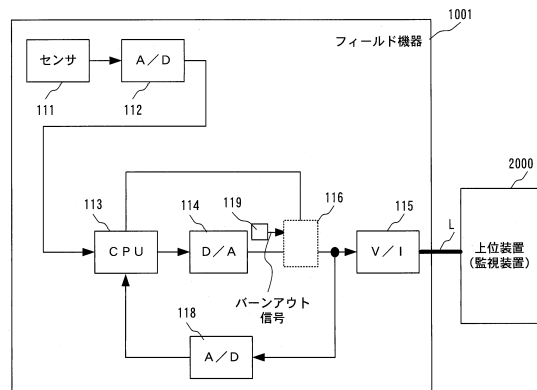 フィールド機器
1001
センサ
111
A/D
112
2000
113
CPU
114
D/A
119
116
115
V/I
L
上位装置
(監視装置)
バーンアウト
信号
118
A/D